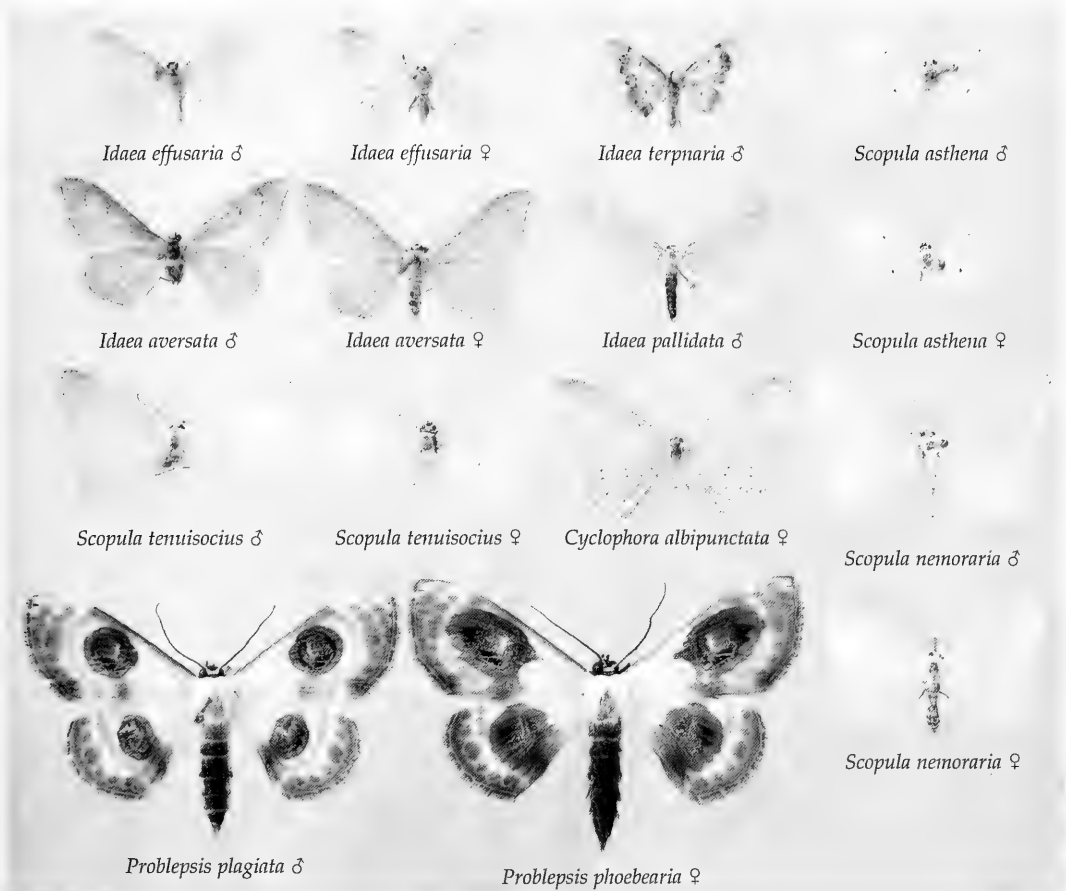 Idaea effusaria ♂
Idaea effusaria ♀
Idaea terpnaria ♂
Scopula asthena ♂
Idaea aversata ♂
Idaea aversata ♀
Idaea pallidata ♂
Scopula asthena ♀
Scopula tenuisocius ♂
Scopula tenuisocius ♀
Cyclophora albipunctata ♀
Scopula nemoraria ♂
Scopula nemoraria ♀
Problepsis plagiata ♂
Problepsis phoebearia ♀